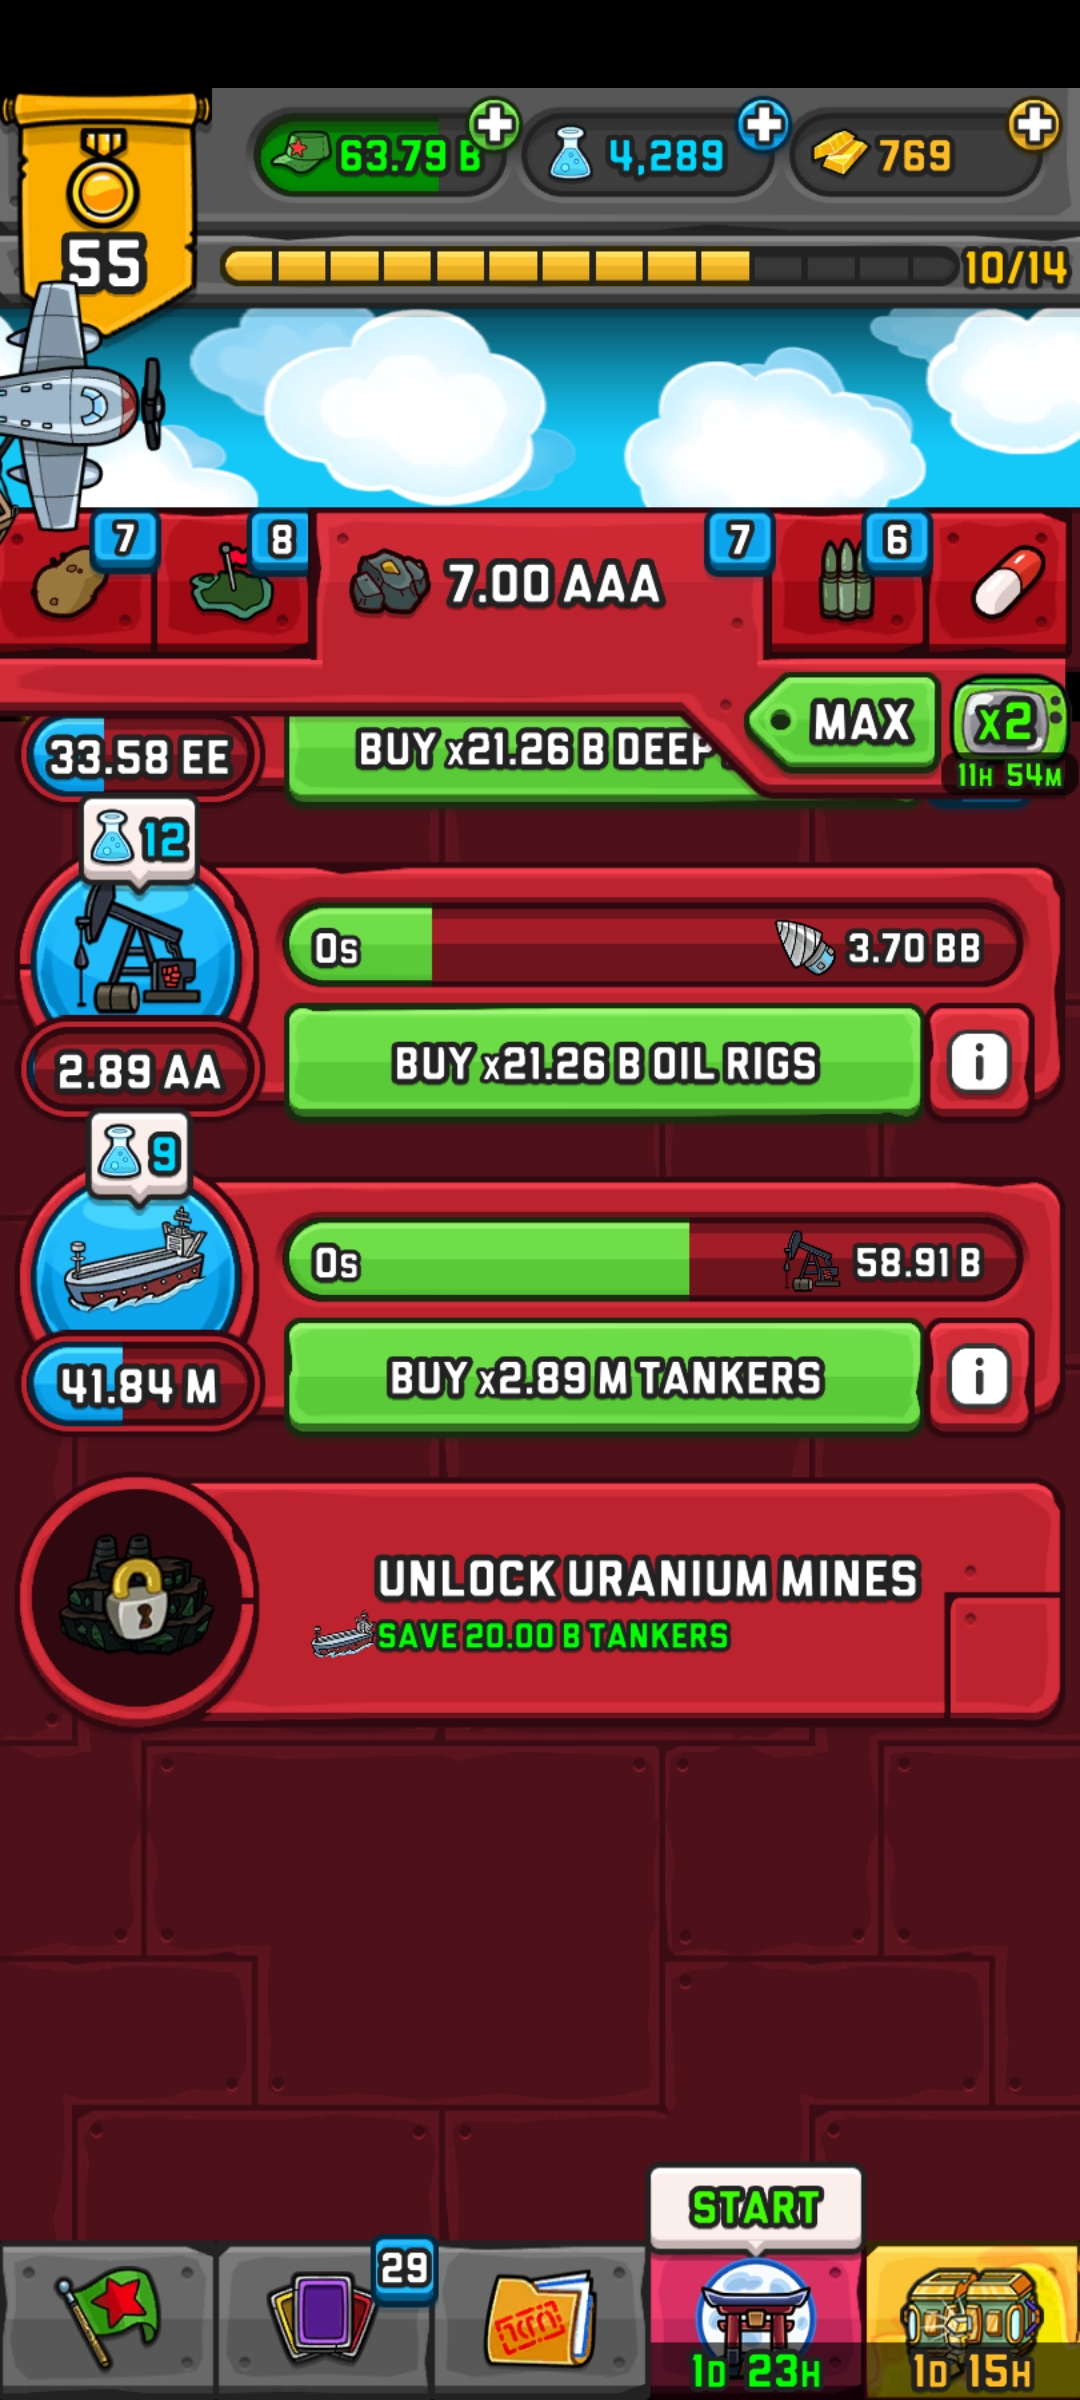 63.79 B
4,289
769
55
10/14
7
8
7.00 AAA
7
6
MAX
x2
11H 54M
33.58 EE
BUY x21.26 B DEEP
12
0s
3.70 BB
2.89 AA
BUY x21.26 B OIL RIGS
i
9
0s
58.91 B
41.84 M
BUY x2.89 M TANKERS
i
UNLOCK URANIUM MINES
SAVE 20.00 B TANKERS
START
29
1D 23H
1D 15H